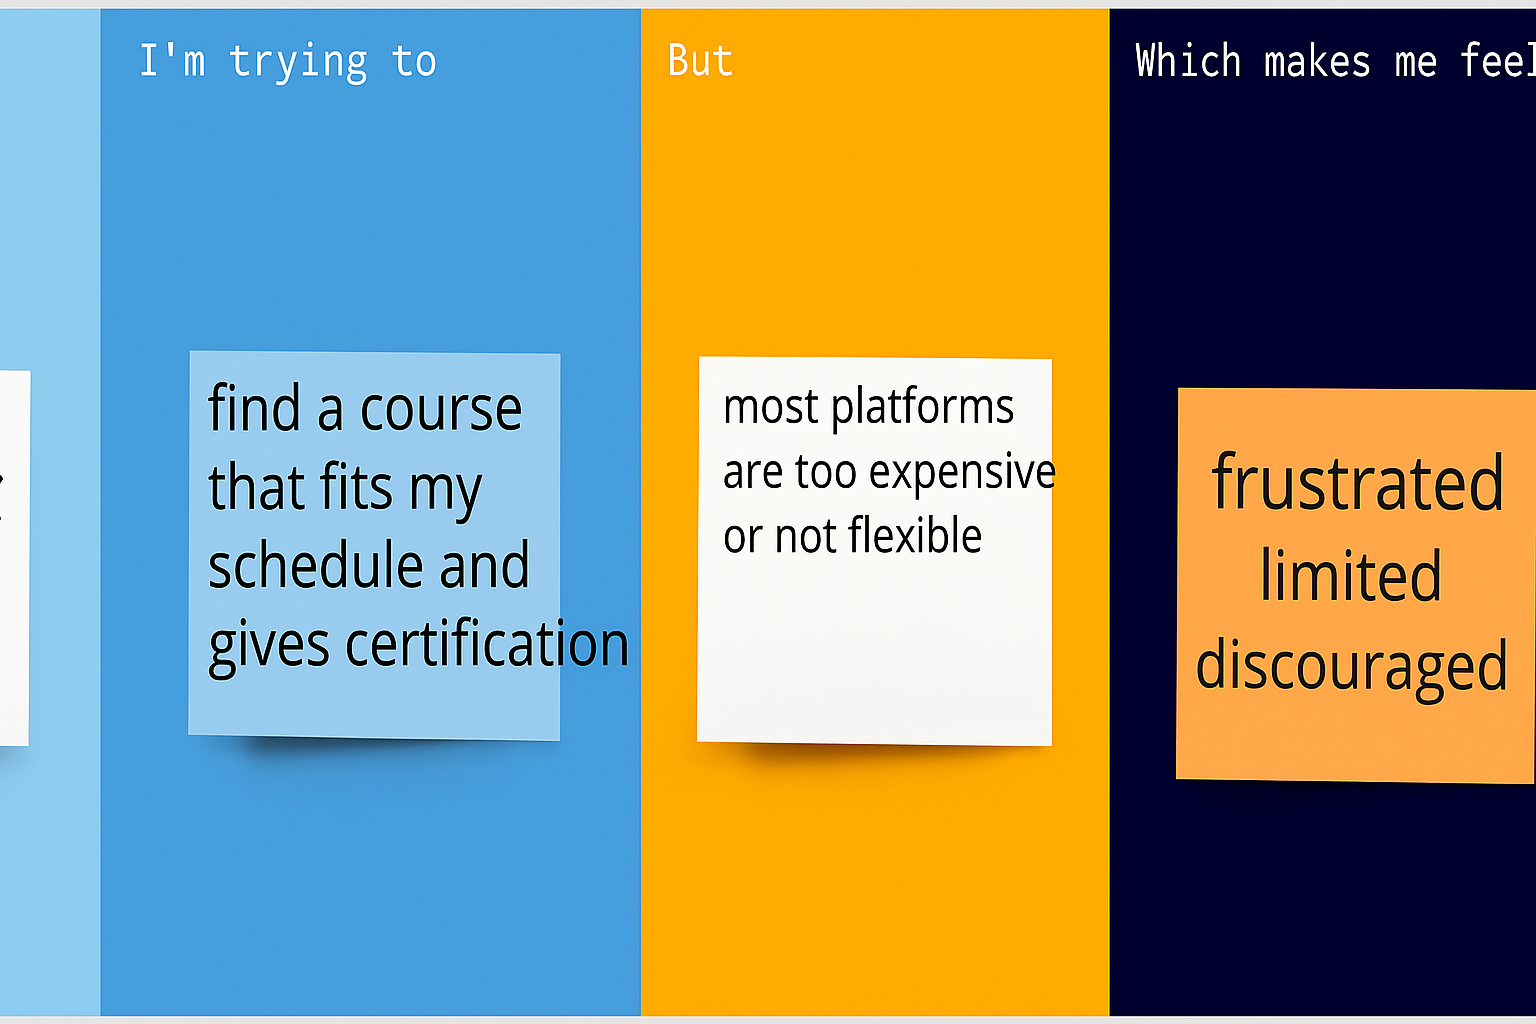 I'm trying to
find a course
that fits my
schedule and
gives certification
But
most platforms
are too expensive
or not flexible
Which makes me feel
frustrated
limited
discouraged